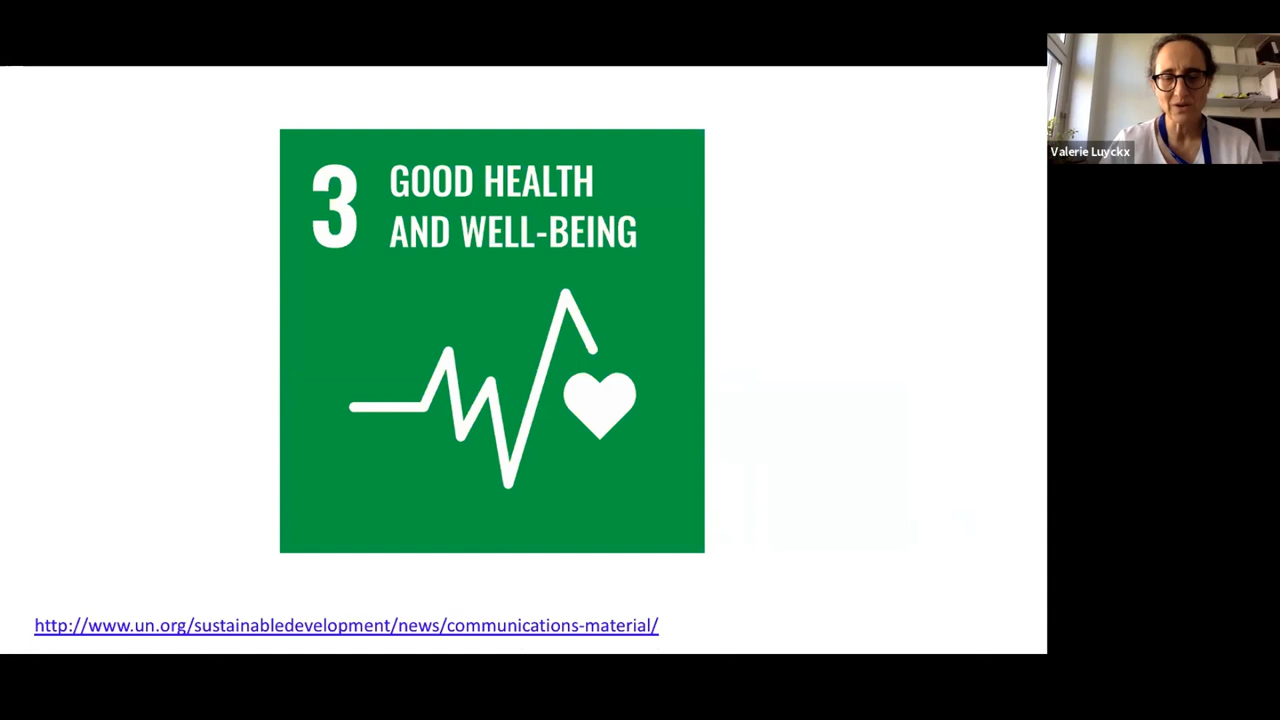 3
GOOD HEALTH
AND WELL-BEING
http://www.un.org/sustainabledevelopment/news/communications-material/
Valerie Luyckx